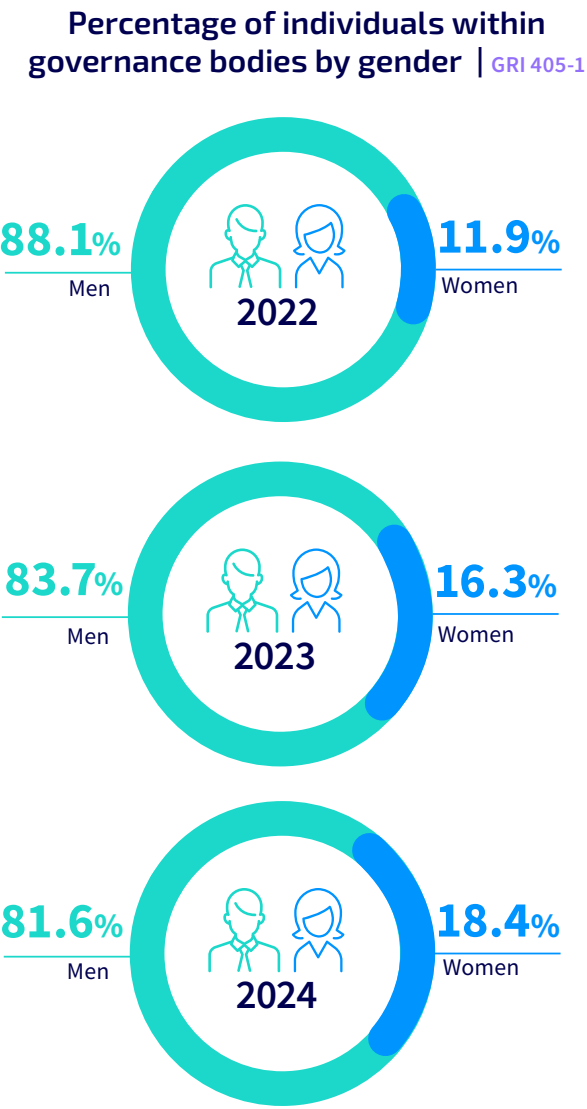 Percentage of individuals within
governance bodies by gender | GRI 405-1
88.1%
Men
11.9%
Women
2022
83.7%
Men
16.3%
Women
2023
81.6%
Men
18.4%
Women
2024